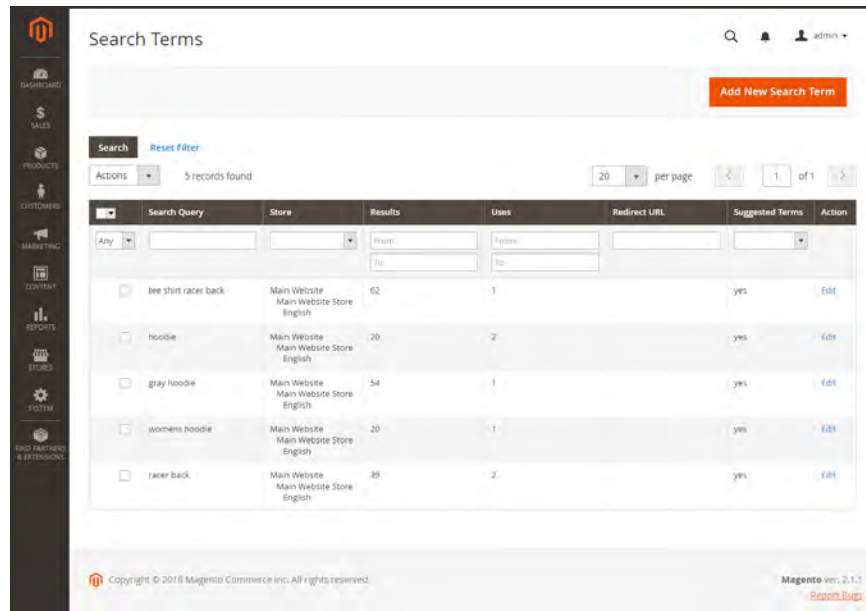 Search Terms
admin
Add New Search Term
DASHBOARD
SALES
PRODUCTS
CUSTOMERS
MARKETING
CONTENT
REPORTS
STORES
SYSTEM
FIND PARTNERS
& EXTENSIONS
Search Reset Filter
Actions 5 records found 20 per page 1 of 1
Search Query Store Results Uses Redirect URL Suggested Terms Action
Any From From
To To
tee shirt racer back Main Website 62 1 yes Edit
Main Website Store
English
hoodie Main Website 20 2 yes Edit
Main Website Store
English
gray hoodie Main Website 54 1 yes Edit
Main Website Store
English
womens hoodie Main Website 20 1 yes Edit
Main Website Store
English
racer back Main Website 39 2 yes Edit
Main Website Store
English
Copyright © 2016 Magento Commerce Inc. All rights reserved. Magento ver. 2.1.1
Report Bugs